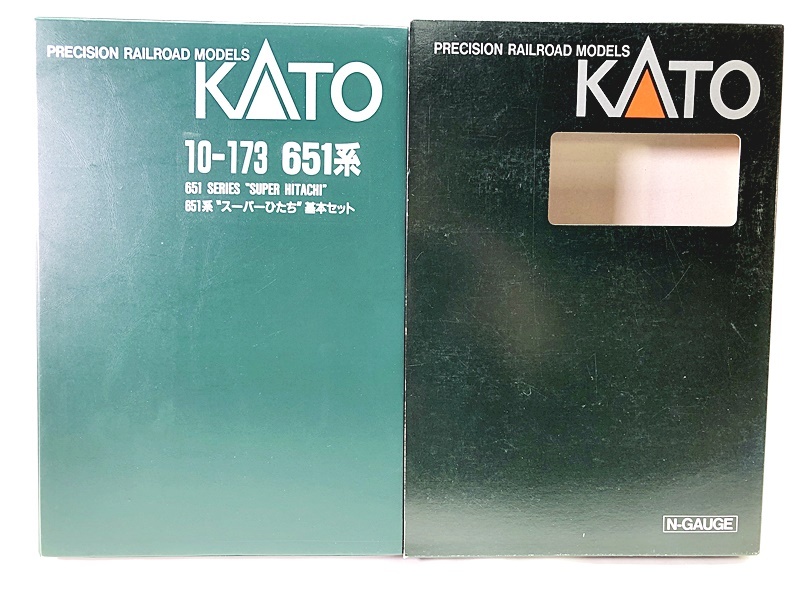 PRECISION RAILROAD MODELS
KATO
10-173 651系
651 SERIES "SUPER HITACHI"
651系 "スーパーひたち" 基本セット
PRECISION RAILROAD MODELS
KATO
N-GAUGE